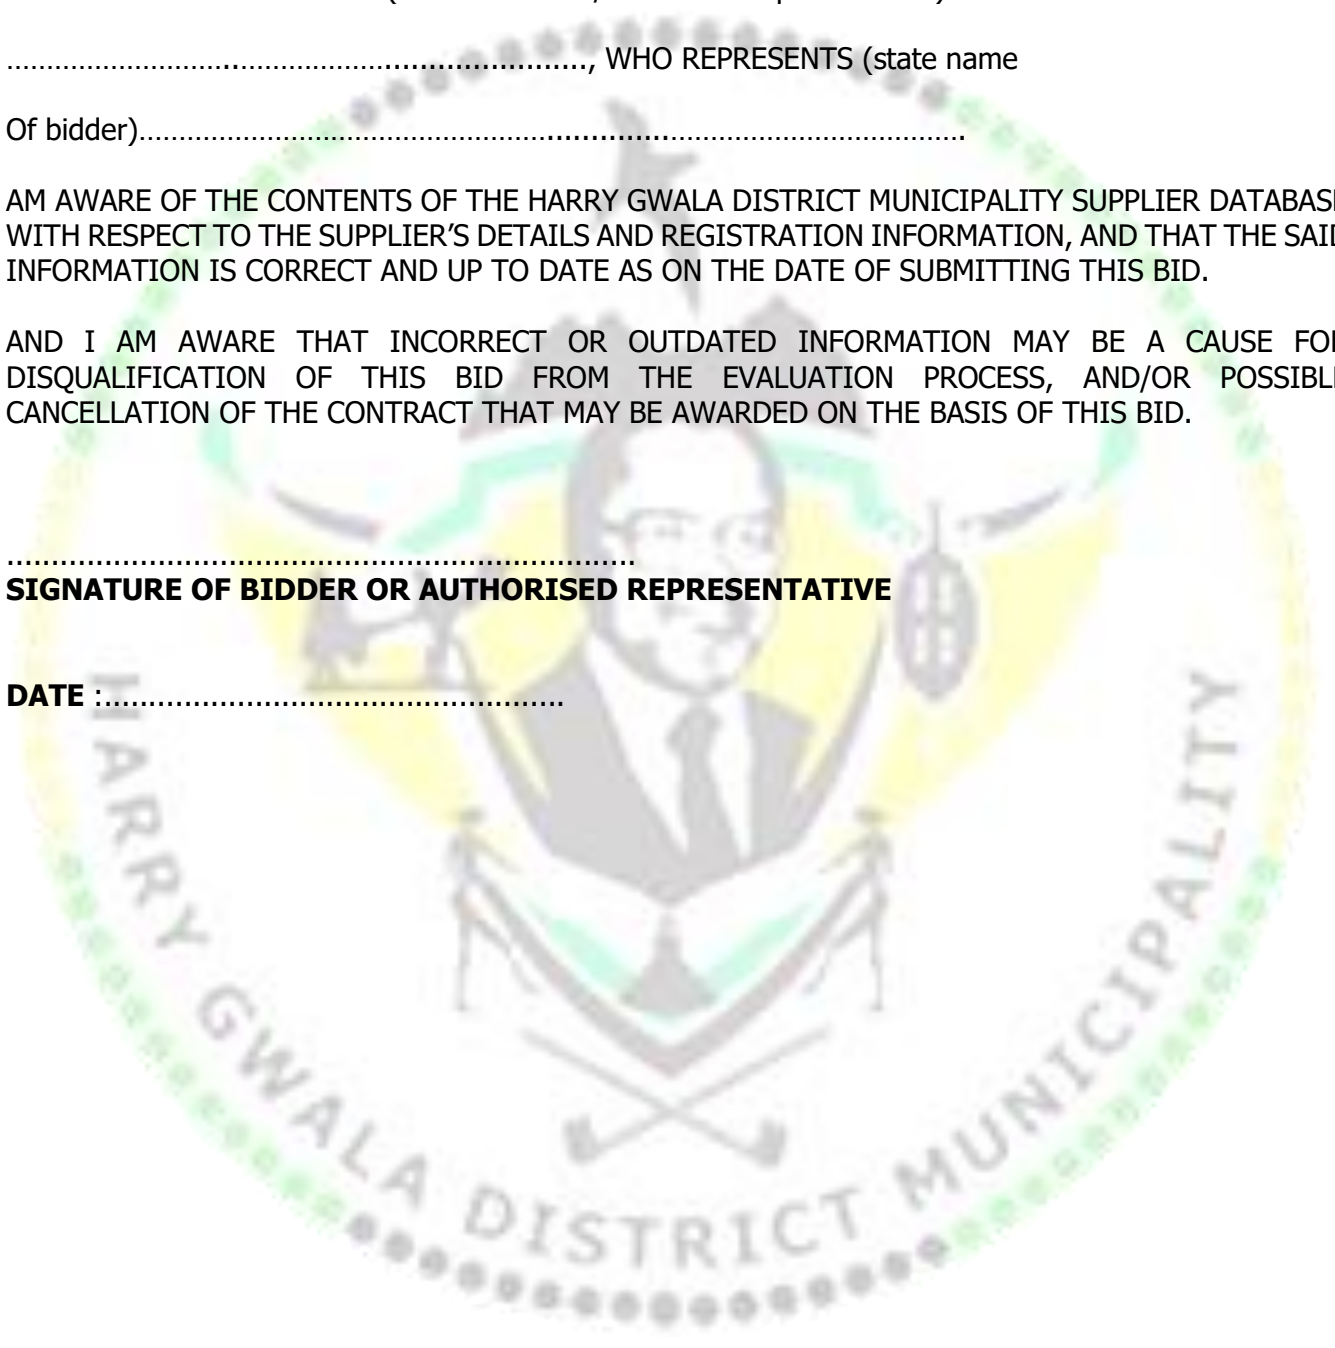 …………………………………………………………………, WHO REPRESENTS (state name
Of bidder)………………………………………………………………………………………….
AM AWARE OF THE CONTENTS OF THE HARRY GWALA DISTRICT MUNICIPALITY SUPPLIER DATABASE
WITH RESPECT TO THE SUPPLIER’S DETAILS AND REGISTRATION INFORMATION, AND THAT THE SAID
INFORMATION IS CORRECT AND UP TO DATE AS ON THE DATE OF SUBMITTING THIS BID.
AND I AM AWARE THAT INCORRECT OR OUTDATED INFORMATION MAY BE A CAUSE FOR
DISQUALIFICATION OF THIS BID FROM THE EVALUATION PROCESS, AND/OR POSSIBLE
CANCELLATION OF THE CONTRACT THAT MAY BE AWARDED ON THE BASIS OF THIS BID.
……………………………………………………………………
SIGNATURE OF BIDDER OR AUTHORISED REPRESENTATIVE
DATE :…………………………………………………
HARRY GWALA DISTRICT MUNICIPALITY